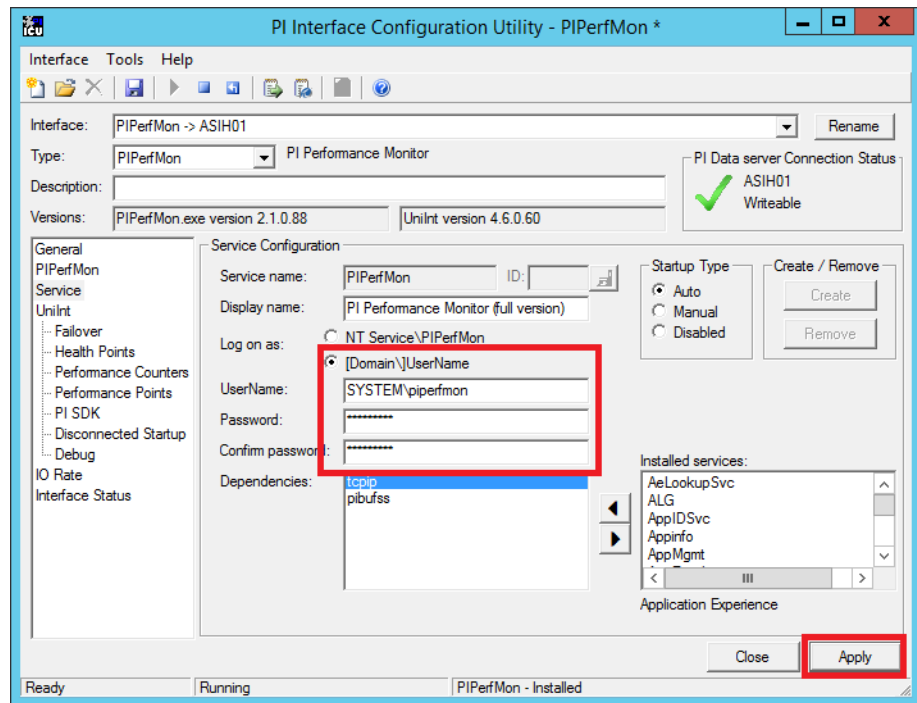 PI Interface Configuration Utility - PIPerfMon *
Interface Tools Help
Interface: PIPerfMon -> ASIH01 Rename
Type: PIPerfMon PI Performance Monitor
PI Data server Connection Status
ASIH01
Writeable
Description:
Versions: PIPerfMon.exe version 2.1.0.88 UniInt version 4.6.0.60
General
PIPerfMon
Service
UniInt
Failover
Health Points
Performance Counters
Performance Points
PI SDK
Disconnected Startup
Debug
IO Rate
Interface Status
Service Configuration
Service name: PIPerfMon ID:
Display name: PI Performance Monitor (full version)
Log on as: NT Service\PIPerfMon
[Domain\]UserName
UserName: SYSTEM\piperfmon
Password: *********
Confirm password: *********
Dependencies: tcpip
pibufss
Startup Type
Auto
Manual
Disabled
Create / Remove
Create
Remove
Installed services:
AeLookupSvc
ALG
AppIDSvc
Appinfo
AppMgmt
Application Experience
Close Apply
Ready Running PIPerfMon - Installed